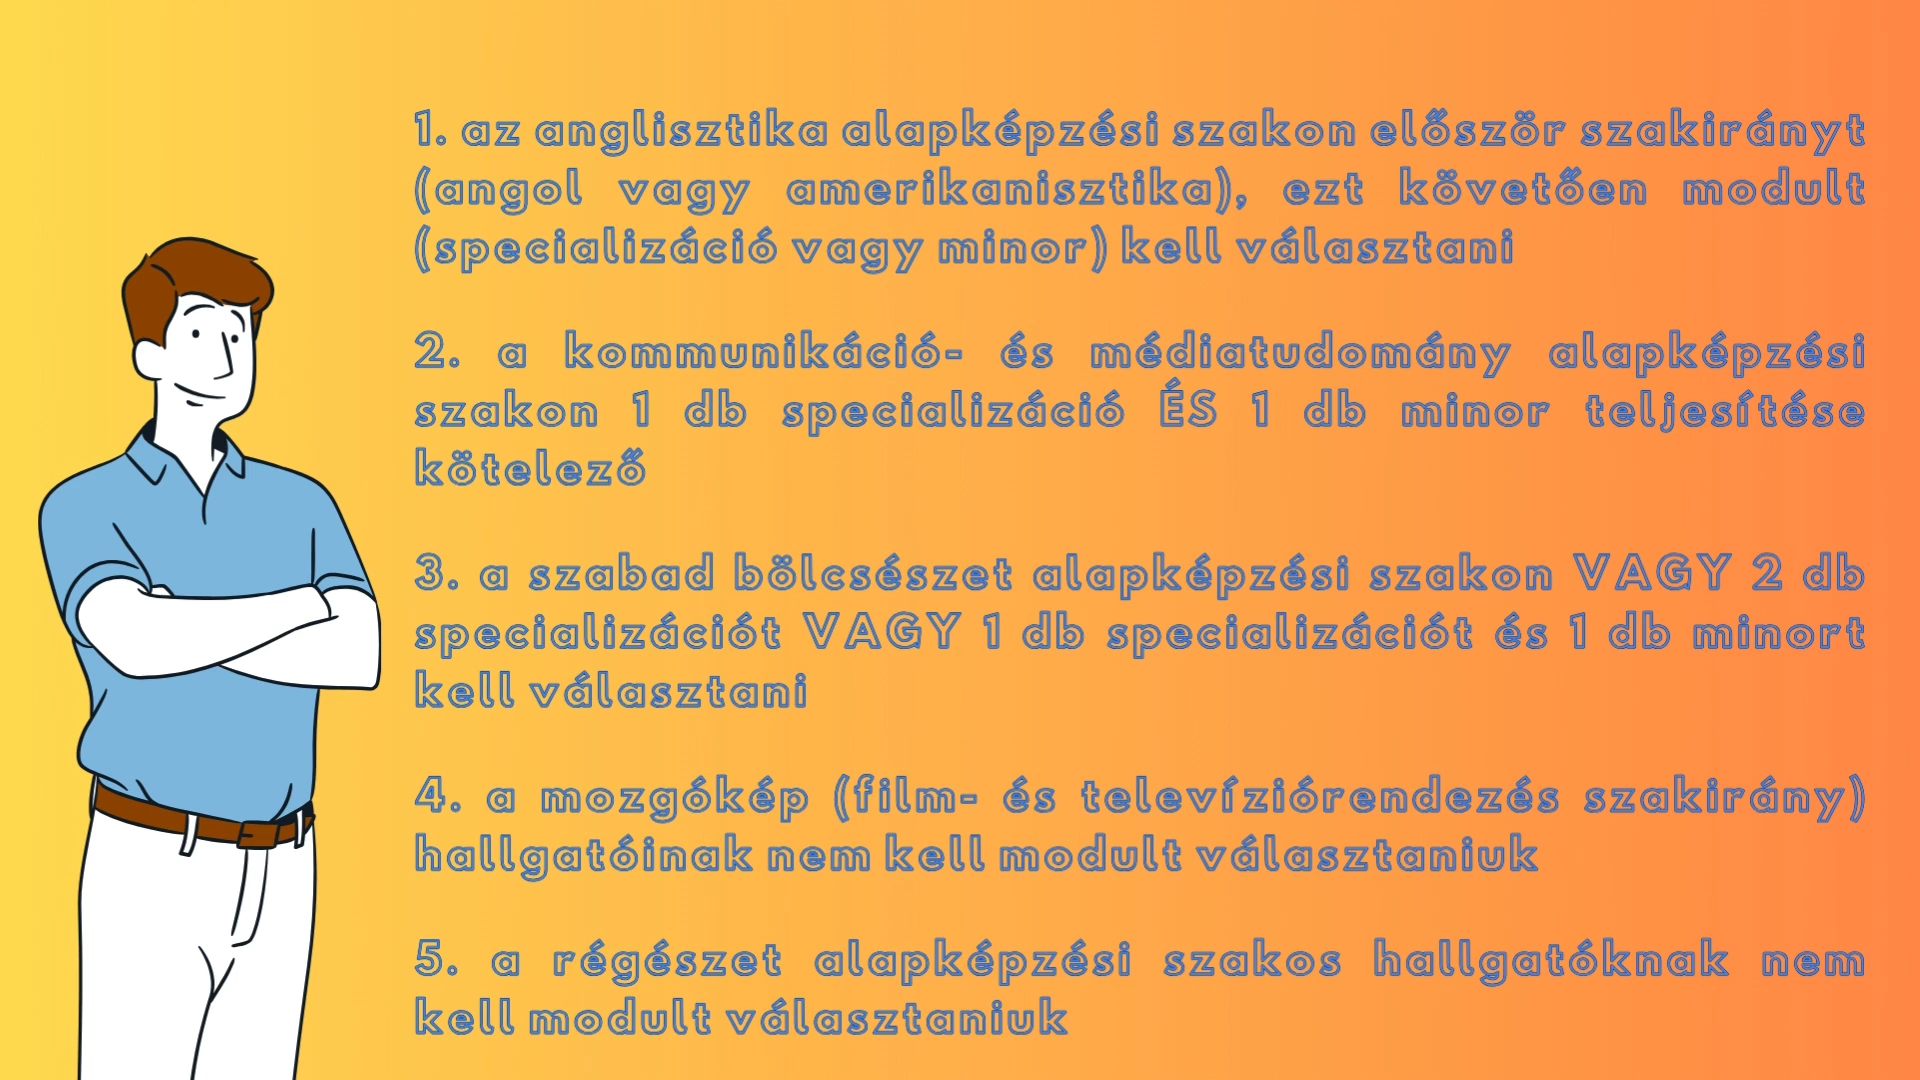 1. az anglisztika alapképzési szakon először szakirányt
(angol vagy amerikanisztika), ezt követően modult
(specializáció vagy minor) kell választani
2. a kommunikáció- és médiatudomány alapképzési
szakon 1 db specializáció ÉS 1 db minor teljesítése
kötelező
3. a szabad bölcsészet alapképzési szakon VAGY 2 db
specializációt VAGY 1 db specializációt és 1 db minort
kell választani
4. a mozgókép (film- és televíziórendezés szakirány)
hallgatóinak nem kell modult választaniuk
5. a régészet alapképzési szakos hallgatóknak nem
kell modult választaniuk